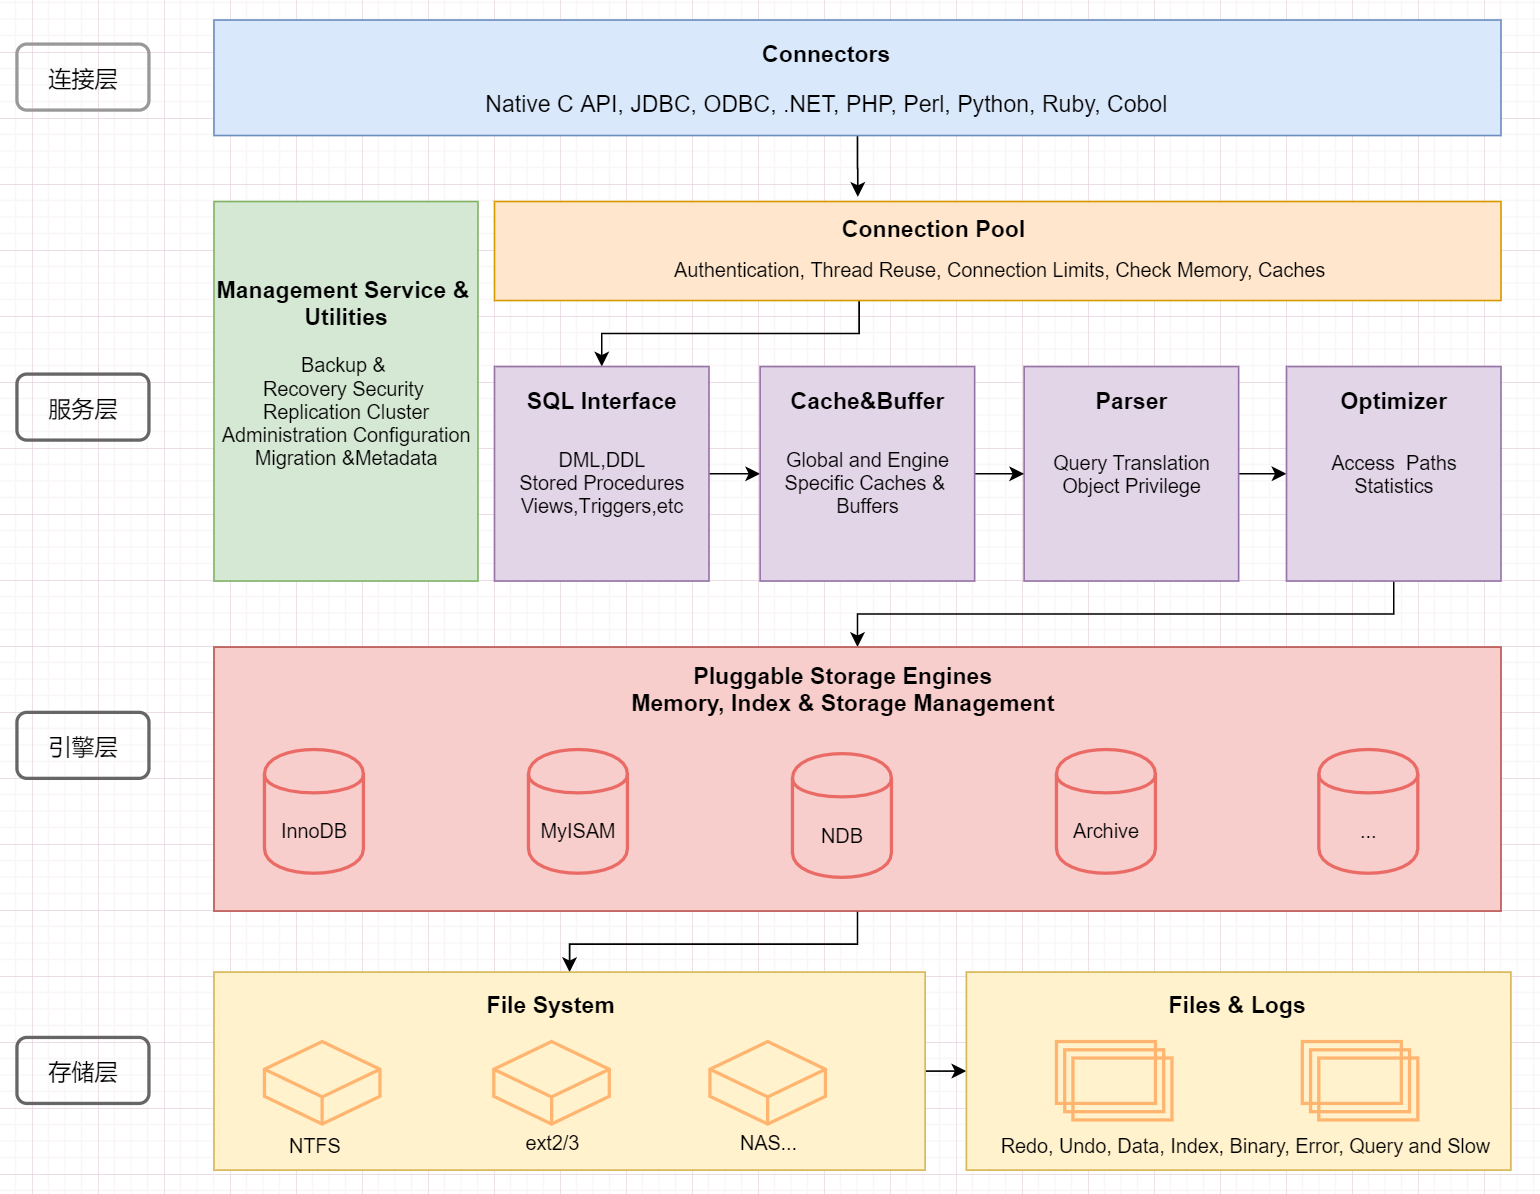 连接层
Connectors
Native C API, JDBC, ODBC, .NET, PHP, Perl, Python, Ruby, Cobol
服务层
Management Service &
Utilities
Backup &
Recovery Security
Replication Cluster
Administration Configuration
Migration &Metadata
Connection Pool
Authentication, Thread Reuse, Connection Limits, Check Memory, Caches
SQL Interface
DML,DDL
Stored Procedures
Views,Triggers,etc
Cache&Buffer
Global and Engine
Specific Caches &
Buffers
Parser
Query Translation
Object Privilege
Optimizer
Access  Paths
Statistics
引擎层
Pluggable Storage Engines
Memory, Index & Storage Management
InnoDB
MyISAM
NDB
Archive
...
存储层
File System
NTFS
ext2/3
NAS...
Files & Logs
Redo, Undo, Data, Index, Binary, Error, Query and Slow